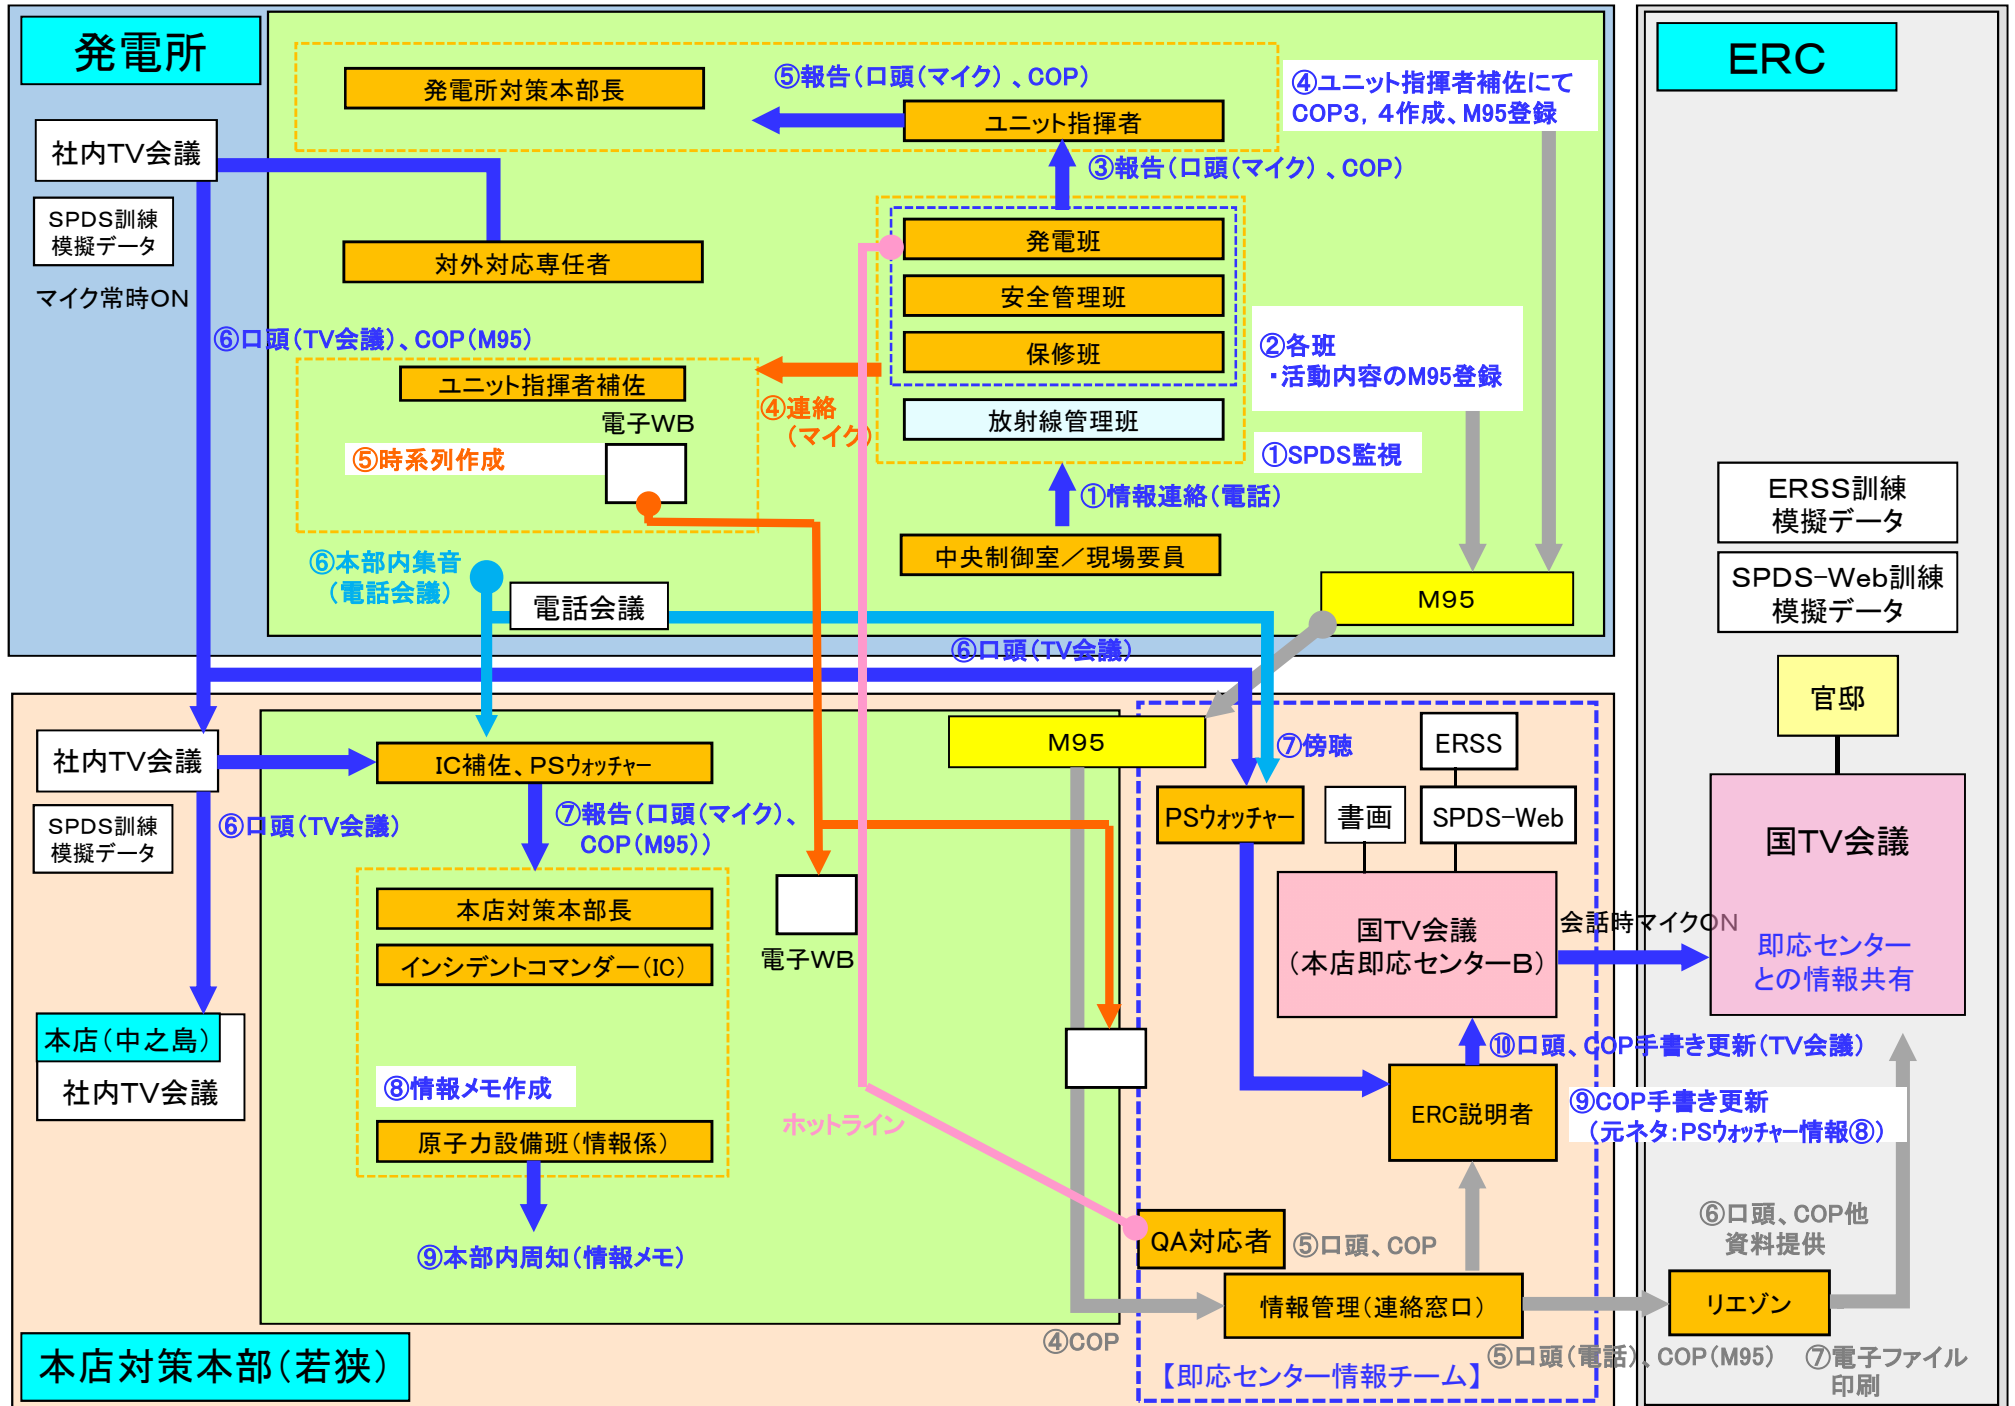 発電所
発電所対策本部長
⑤報告(口頭(マイク)、COP)
ユニット指揮者
④ユニット指揮者補佐にて
COP3,4作成、M95登録
ERC
社内TV会議
③報告(口頭(マイク)、COP)
SPDS訓練
模擬データ
マイク常時ON
対外対応専任者
発電班
安全管理班
保修班
放射線管理班
⑥口頭(TV会議)、COP(M95)
②各班
・活動内容のM95登録
ユニット指揮者補佐
電子WB
④連絡
(マイク)
⑤時系列作成
①SPDS監視
①情報連絡(電話)
中央制御室/現場要員
ERSS訓練
模擬データ
SPDS-Web訓練
模擬データ
⑥本部内集音
(電話会議)
電話会議
M95
⑥口頭(TV会議)
官邸
社内TV会議
IC補佐、PSウォッチャー
M95
⑦傍聴
ERSS
SPDS訓練
模擬データ
⑥口頭(TV会議)
⑦報告(口頭(マイク)、
COP(M95))
PSウォッチャー
書画
SPDS-Web
国TV会議
本店対策本部長
インシデントコマンダー(IC)
電子WB
国TV会議
(本店即応センターB)
会話時マイクON
即応センター
との情報共有
本店(中之島)
社内TV会議
⑩口頭、COP手書き更新(TV会議)
⑧情報メモ作成
原子力設備班(情報係)
ホットライン
ERC説明者
⑨COP手書き更新
(元ネタ:PSウォッチャー情報⑧)
⑨本部内周知(情報メモ)
QA対応者
⑤口頭、COP
⑥口頭、COP他
資料提供
情報管理(連絡窓口)
リエゾン
④COP
⑤口頭(電話)、COP(M95)
⑦電子ファイル
印刷
本店対策本部(若狭)
【即応センター情報チーム】